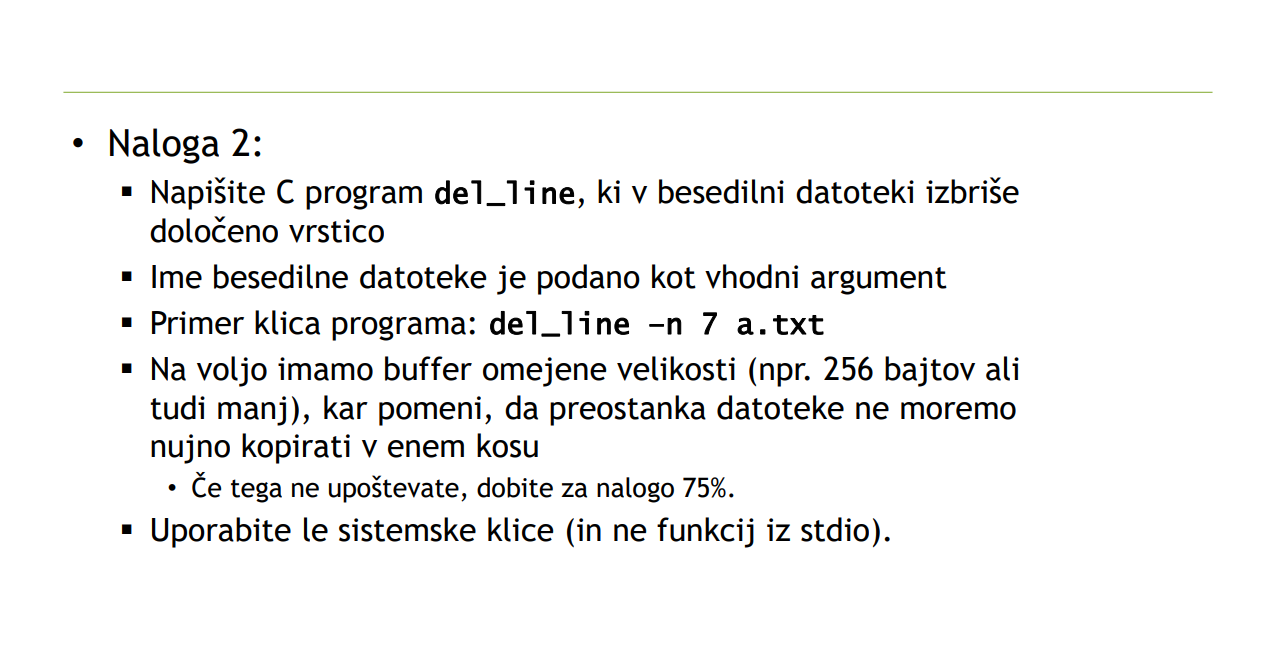 • Naloga 2:
▪ Napišite C program del_line, ki v besedilni datoteki izbriše
določeno vrstico
▪ Ime besedilne datoteke je podano kot vhodni argument
▪ Primer klica programa: del_line –n 7 a.txt
▪ Na voljo imamo buffer omejene velikosti (npr. 256 bajtov ali
tudi manj), kar pomeni, da preostanka datoteke ne moremo
nujno kopirati v enem kosu
• Če tega ne upoštevate, dobite za nalogo 75%.
▪ Uporabite le sistemske klice (in ne funkcij iz stdio).